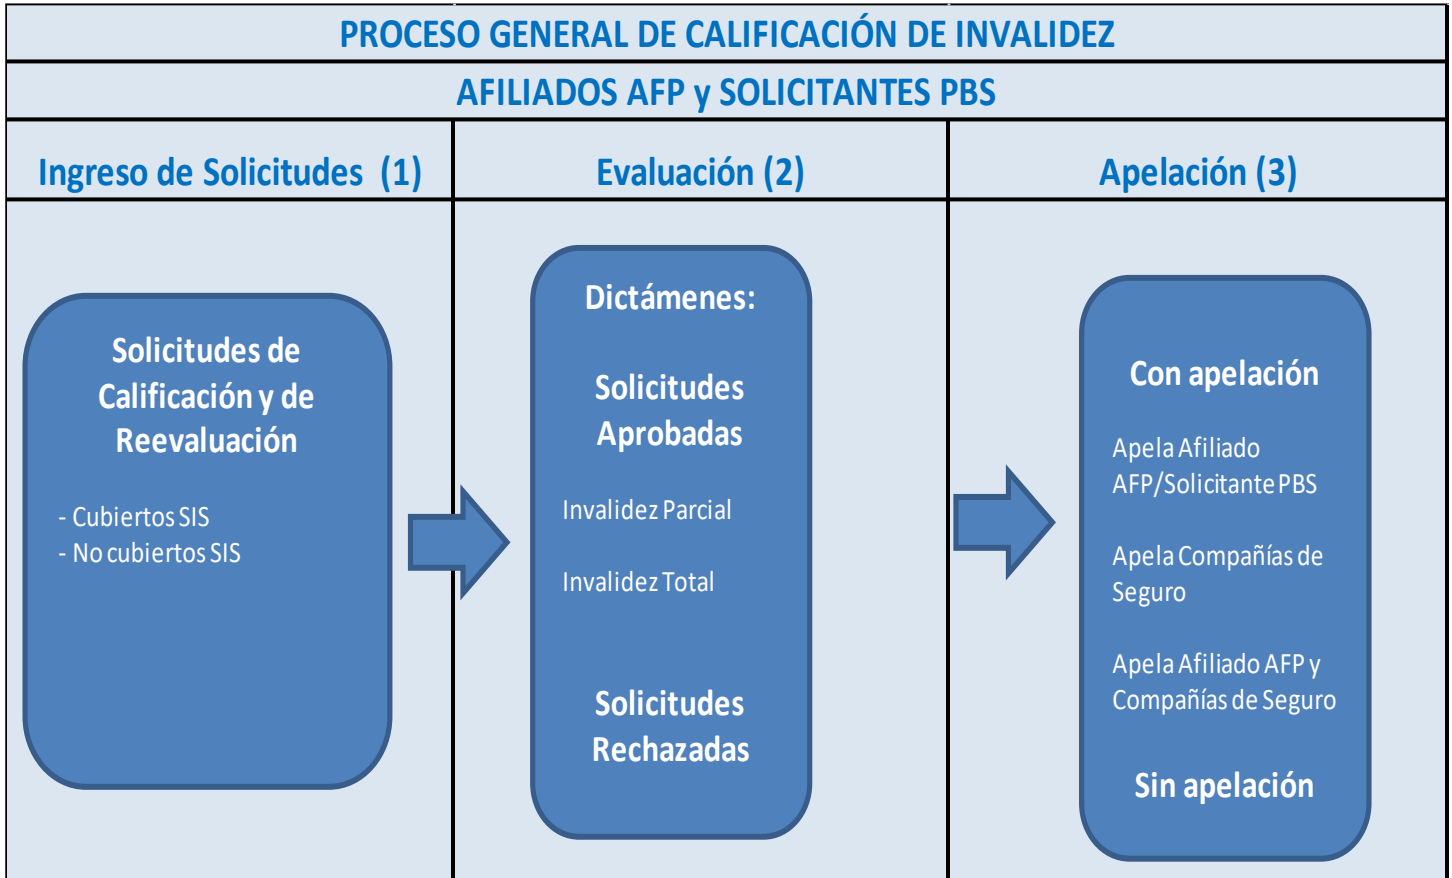 PROCESO GENERAL DE CALIFICACIÓN DE INVALIDEZ
AFILIADOS AFP y SOLICITANTES PBS
Ingreso de Solicitudes (1)
Evaluación (2)
Apelación (3)
Solicitudes de
Calificación y de
Reevaluación
- Cubiertos SIS
- No cubiertos SIS
Dictámenes:
Solicitudes
Aprobadas
Invalidez Parcial
Invalidez Total
Solicitudes
Rechazadas
Con apelación
Apela Afiliado
AFP/Solicitante PBS
Apela Compañías de
Seguro
Apela Afiliado AFP y
Compañías de Seguro
Sin apelación